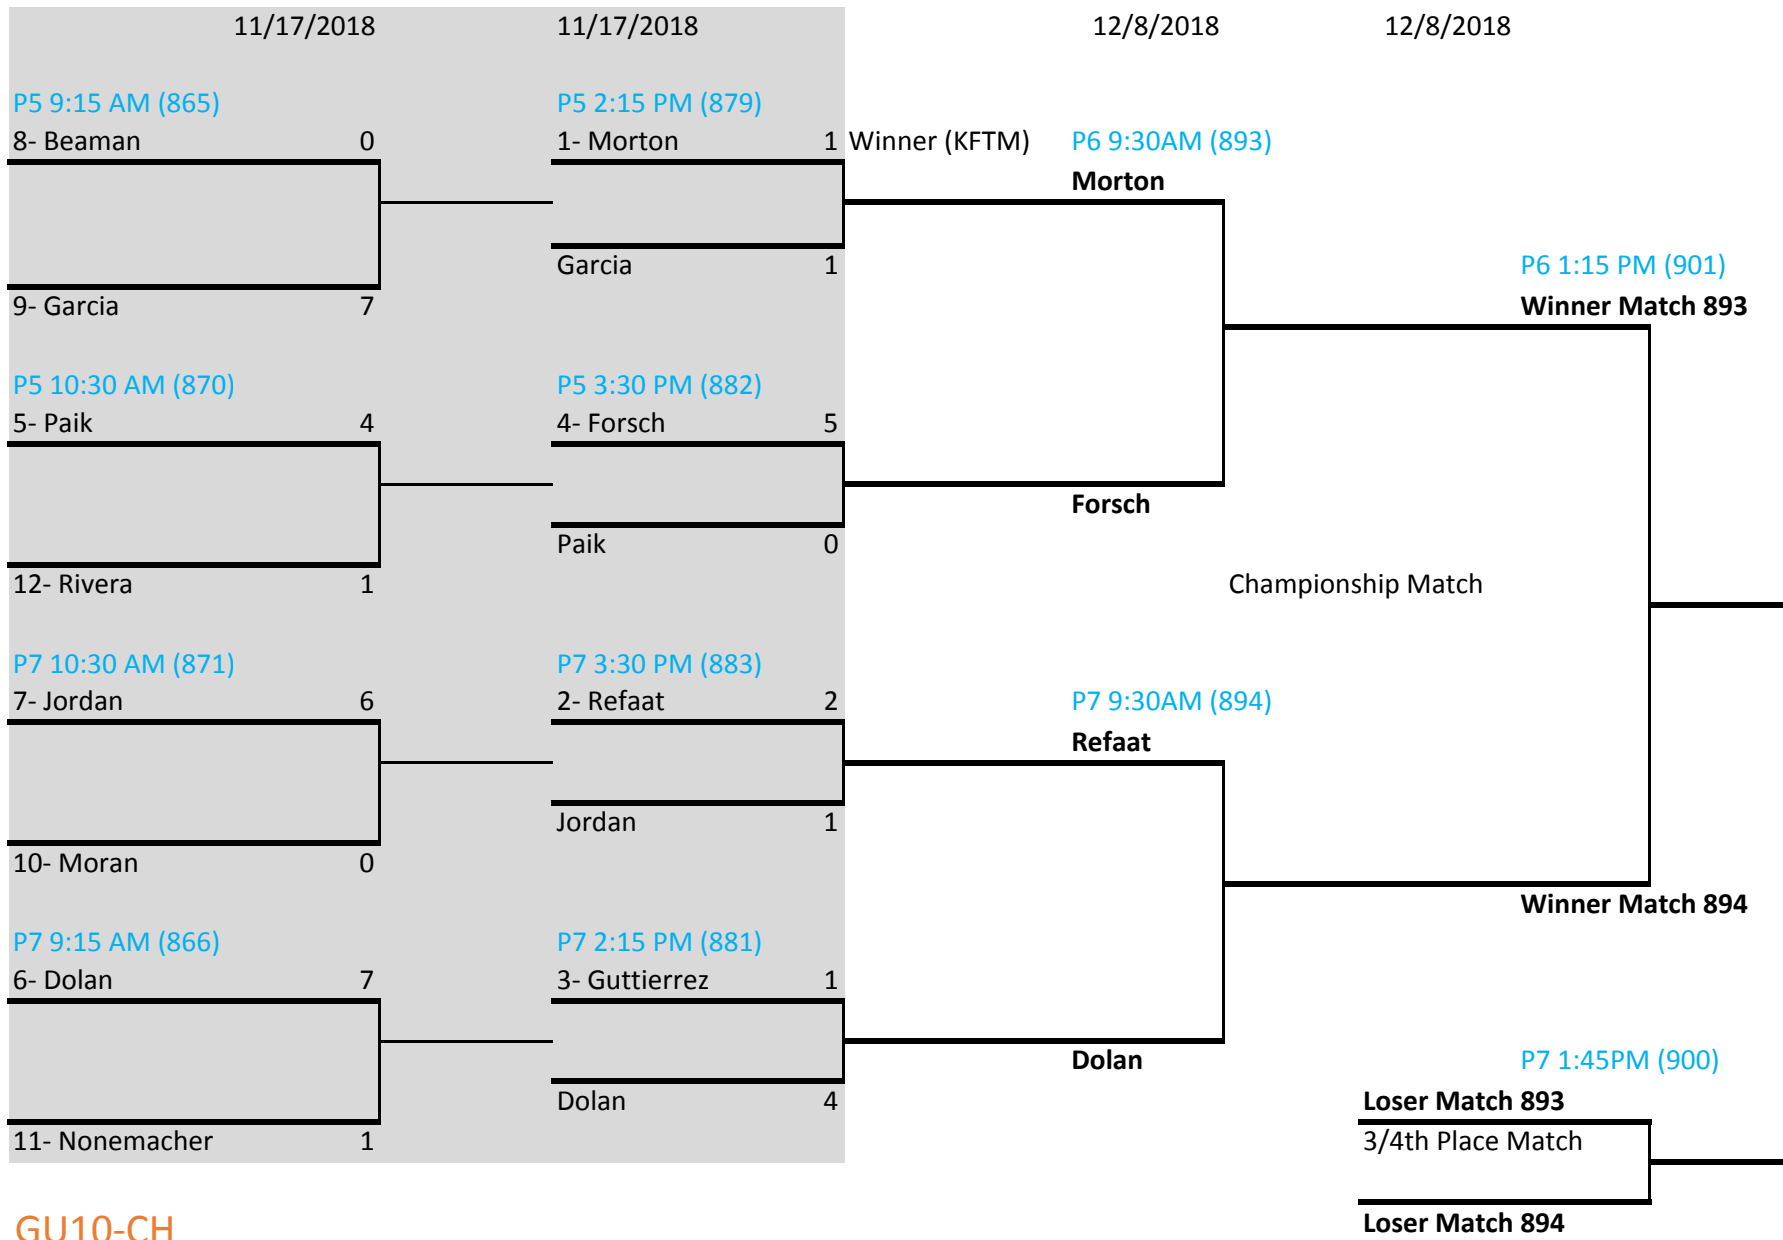 11/17/2018 11/17/2018 12/8/2018 12/8/2018
P5 9:15 AM (865) P5 2:15 PM (879)
8- Beaman 0 1- Morton 1 Winner (KFTM) P6 9:30AM (893)
Morton
Garcia 1 P6 1:15 PM (901)
9- Garcia 7 Winner Match 893
P5 10:30 AM (870) P5 3:30 PM (882)
5- Paik 4 4- Forsch 5
Forsch
Paik 0
12- Rivera 1 Championship Match
P7 10:30 AM (871) P7 3:30 PM (883)
7- Jordan 6 2- Refaat 2 P7 9:30AM (894)
Refaat
Jordan 1
10- Moran 0
Winner Match 894
P7 9:15 AM (866) P7 2:15 PM (881)
6- Dolan 7 3- Guttierrez 1
Dolan P7 1:45PM (900)
Dolan 4 Loser Match 893
11- Nonemacher 1 3/4th Place Match
Loser Match 894
GU10-CH